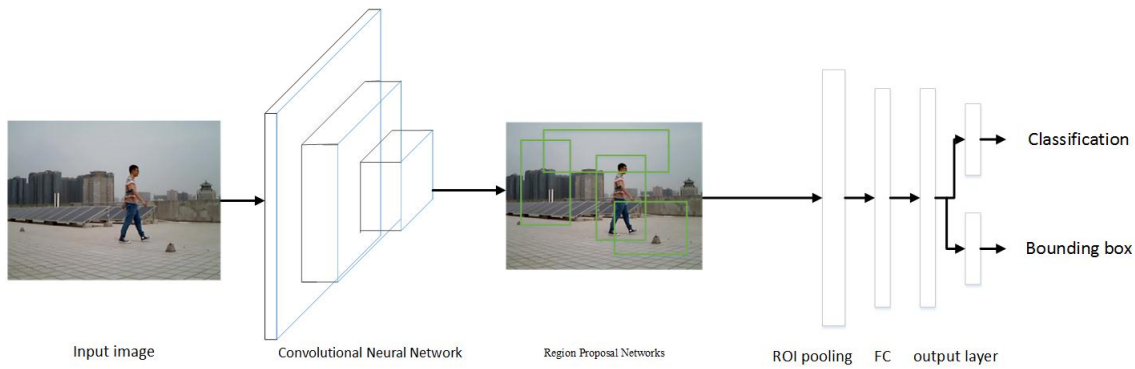 Classification
Bounding box
Input image
Convolutional Neural Network
Region Proposal Networks
ROI pooling
FC
output layer